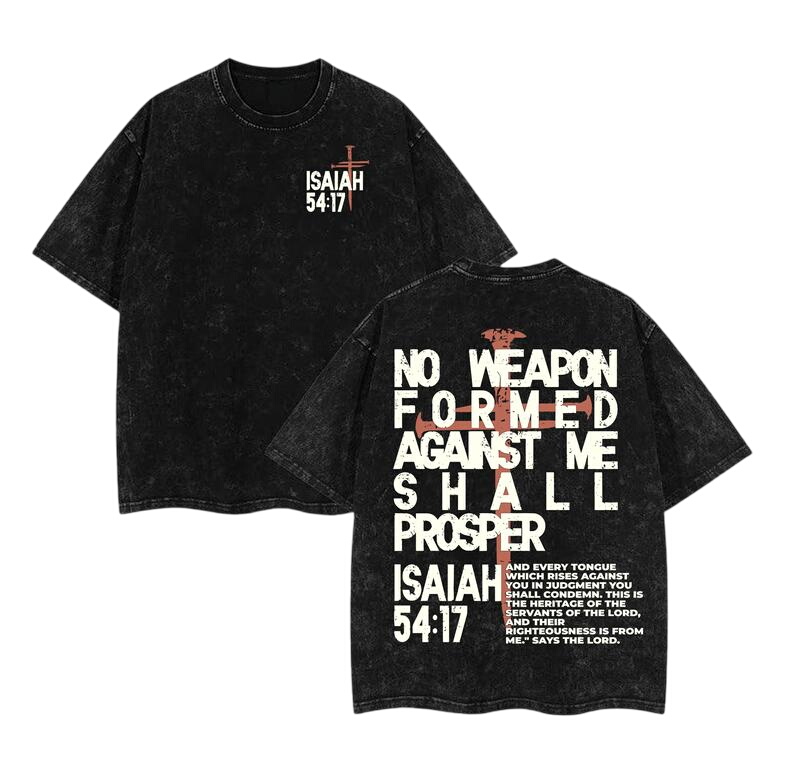 ISAIAH
54:17
NO WEAPON
FORMED
AGAINST ME
SHALL
PROSPER
ISAIAH
54:17
AND EVERY TONGUE
WHICH RISES AGAINST
YOU IN JUDGMENT YOU
SHALL CONDEMN. THIS IS
THE HERITAGE OF THE
SERVANTS OF THE LORD,
AND THEIR
RIGHTEOUSNESS IS FROM
ME." SAYS THE LORD.